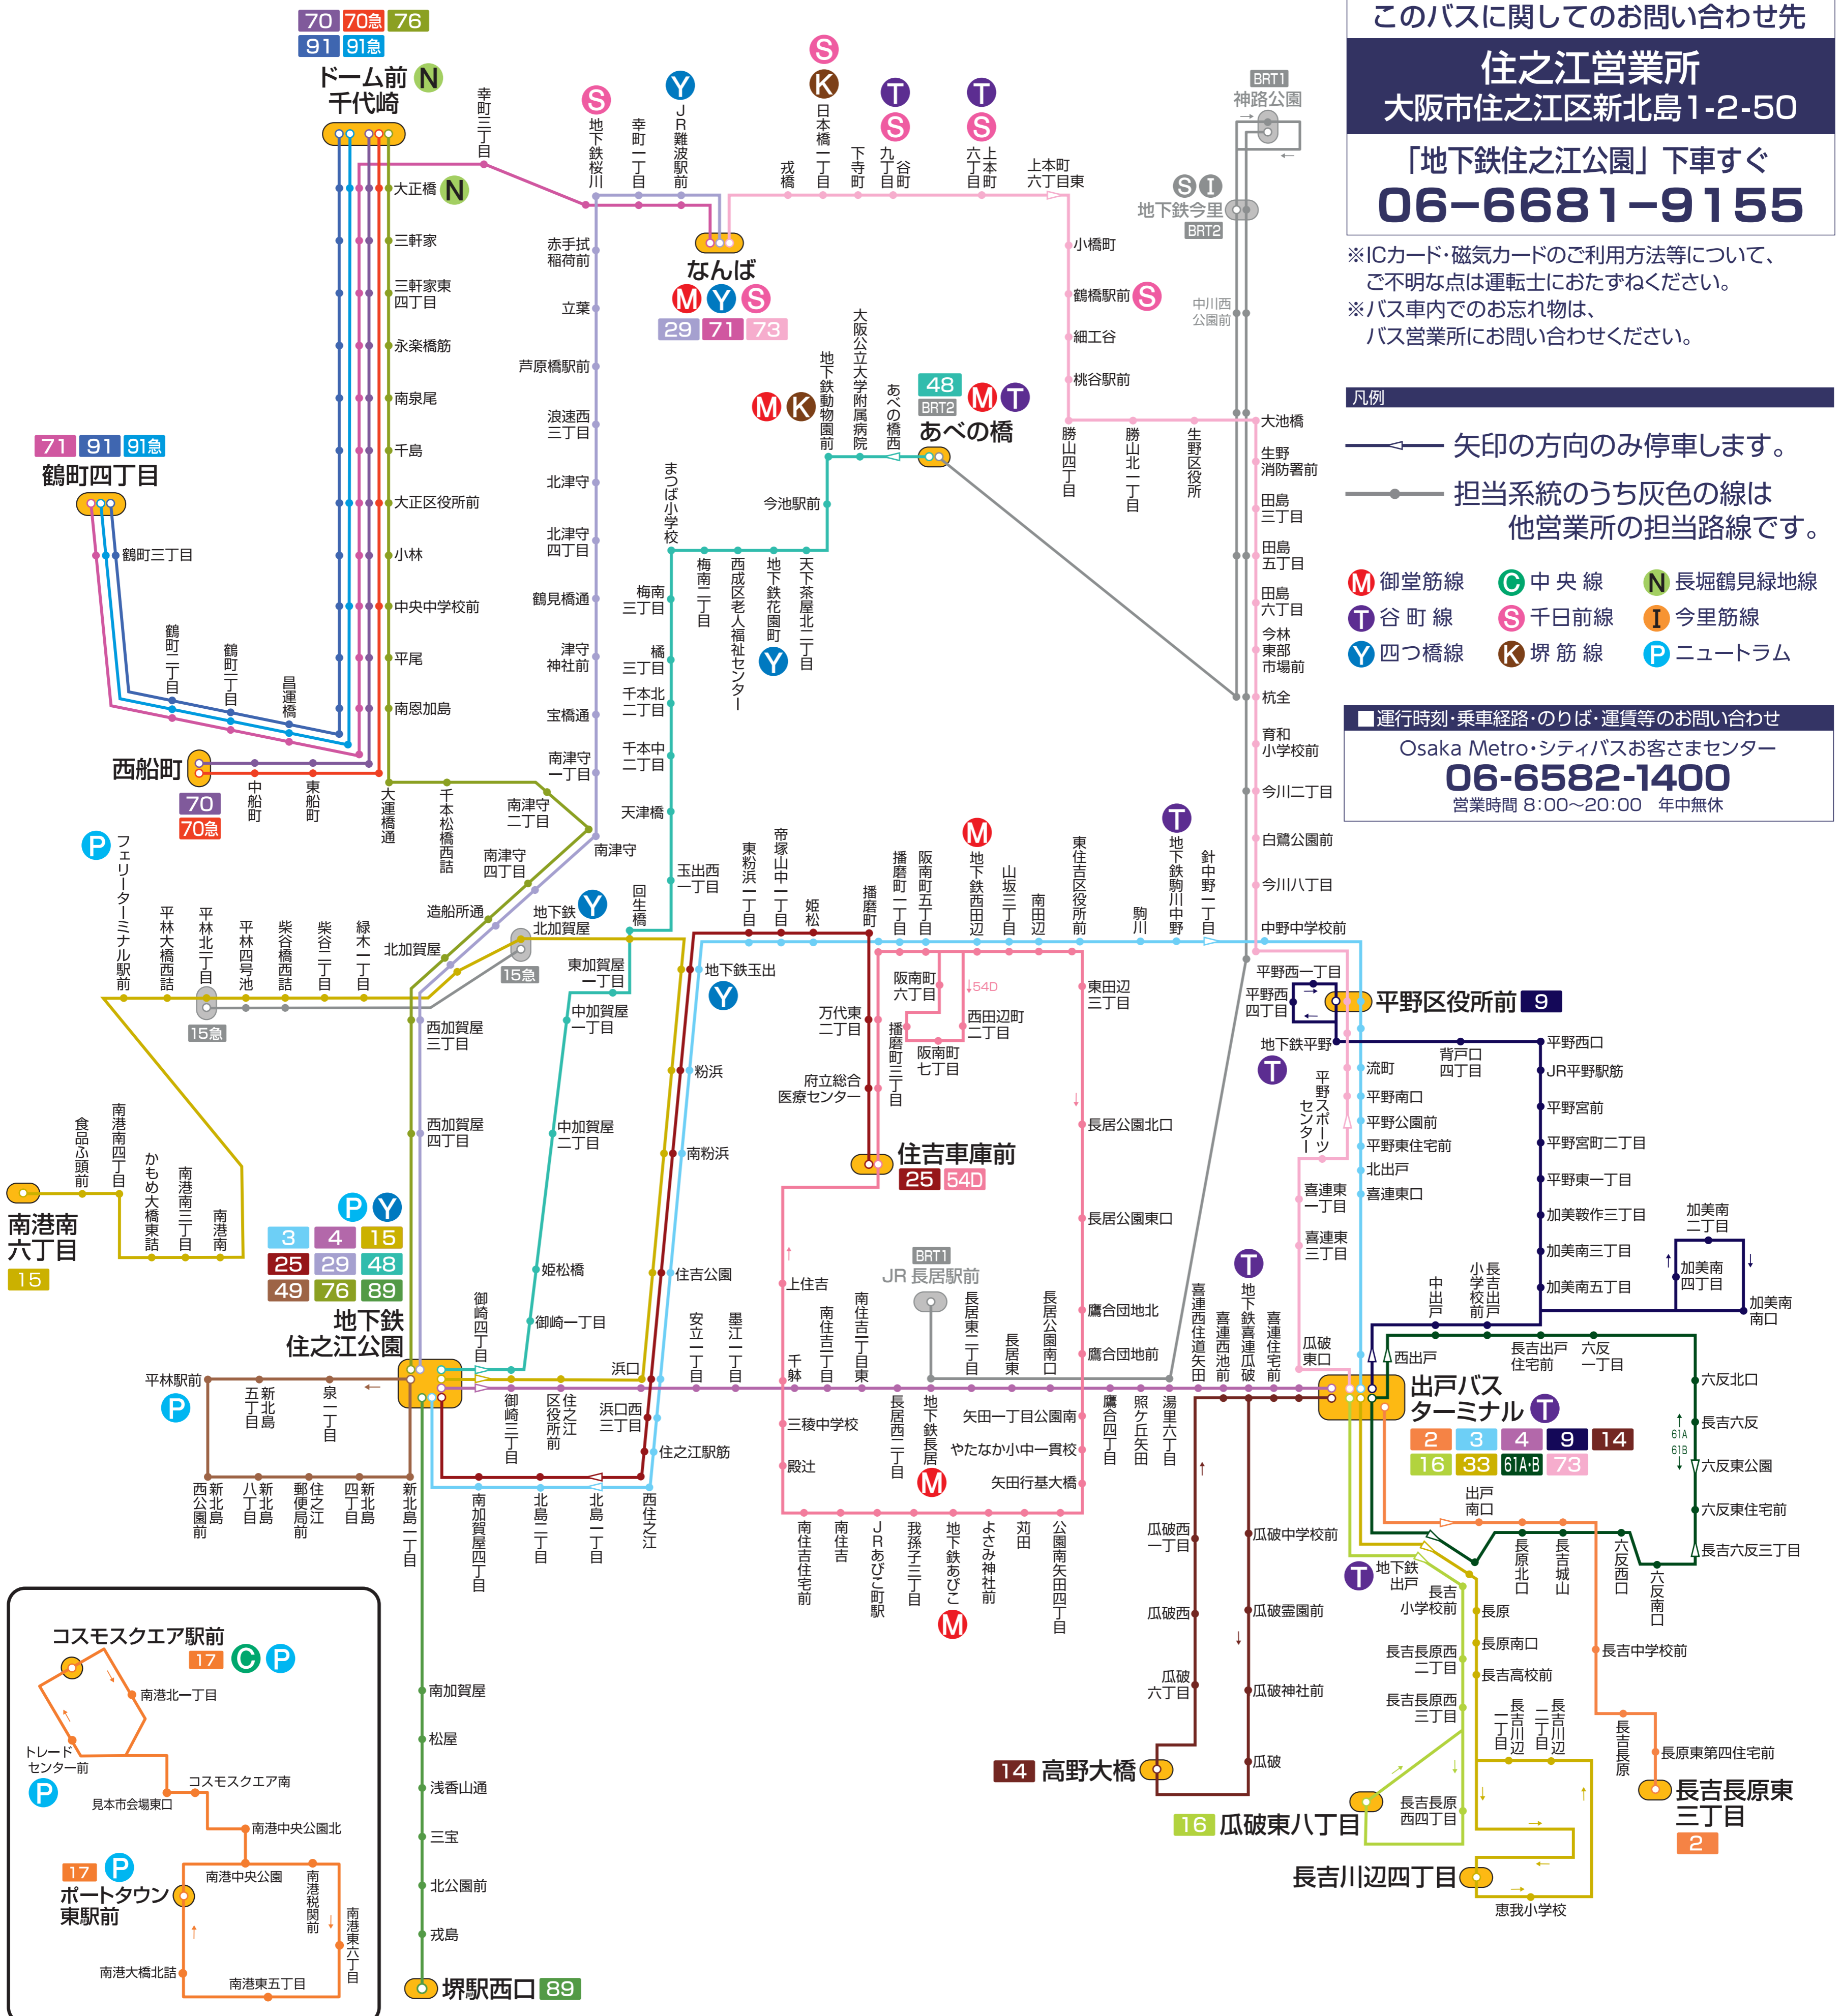 このバスに関してのお問い合わせ先
住之江営業所
大阪市住之江区新北島1-2-50
「地下鉄住之江公園」下車すぐ
06-6681-9155
※ICカード・磁気カードのご利用方法等について、
ご不明な点は運転士におたずねください。
※バス車内でのお忘れ物は、
バス営業所にお問い合わせください。
凡例
矢印の方向のみ停車します。
担当系統のうち灰色の線は
他営業所の担当路線です。
M 御堂筋線
C 中央線
N 長堀鶴見緑地線
T 谷町線
S 千日前線
I 今里筋線
Y 四つ橋線
K 堺筋線
P ニュートラム
■運行時刻・乗車経路・のりば・運賃等のお問い合わせ
Osaka Metro・シティバスお客さまセンター
06-6582-1400
営業時間 8:00〜20:00 年中無休
70 70急 76
91 91急
ドーム前
千代崎
N
大正橋
N
三軒家
三軒家東
四丁目
永楽橋筋
南泉尾
千島
大正区役所前
小林
中央中学校前
平尾
南恩加島
71 91 91急
鶴町四丁目
鶴町三丁目
鶴町二丁目
鶴町一丁目
昌運橋
西船町
70
70急
中船町
東船町
大運橋通
千本松橋西詰
南津守
二丁目
南津守
四丁目
造船所通
北加賀屋
幸町三丁目
S
地下鉄桜川
幸町一丁目
Y
JR難波駅前
なんば
M Y S
29 71 73
赤手拭
稲荷前
立葉
芦原橋駅前
浪速西
三丁目
北津守
北津守
四丁目
鶴見橋通
津守
神社前
宝橋通
南津守
一丁目
南津守
戎橋
S
K
日本橋一丁目
下寺町
T
S
谷町
九丁目
T
S
上本町
六丁目
上本町
六丁目東
小橋町
鶴橋駅前
S
細工谷
桃谷駅前
勝山四丁目
勝山北一丁目
生野区役所
大池橋
生野
消防署前
田島
三丁目
田島
五丁目
田島
六丁目
今林
東部
市場前
杭全
育和
小学校前
今川二丁目
白鷺公園前
今川八丁目
中野中学校前
BRT1
神路公園
S I
地下鉄今里
BRT2
中川西
公園前
48
BRT2
M T
あべの橋
あべの橋西
大阪公立大学附属病院
M K
地下鉄動物園前
今池駅前
天下茶屋北二丁目
地下鉄花園町
Y
西成区老人福祉センター
梅南二丁目
まつば小学校
梅南
三丁目
橘
三丁目
千本北
二丁目
千本中
二丁目
天津橋
玉出西
一丁目
回生橋
東加賀屋
一丁目
中加賀屋
一丁目
中加賀屋
二丁目
姫松橋
御崎一丁目
P
フェリーターミナル駅前
平林大橋西詰
平林北一丁目
15急
平林四号池
柴谷橋西詰
柴谷二丁目
緑木一丁目
地下鉄
北加賀屋
Y
15急
西加賀屋
三丁目
西加賀屋
四丁目
南港南
六丁目
15
食品ふ頭前
南港南四丁目
かもめ大橋東詰
南港南三丁目
南港南
P Y
3 4 15
25 29 48
49 76 89
地下鉄
住之江公園
御崎四丁目
御崎三丁目
住之江
区役所前
浜口
浜口西
三丁目
住之江駅筋
西住之江
北島一丁目
北島二丁目
南加賀屋四丁目
平林駅前
P
新北島
五丁目
泉一丁目
新北島
西公園前
新北島
八丁目
住之江
郵便局前
新北島
四丁目
新北島一丁目
南加賀屋
松屋
浅香山通
三宝
北公園前
戎島
堺駅西口
89
地下鉄玉出
Y
粉浜
南粉浜
住吉公園
東粉浜一丁目
帝塚山中一丁目
姫松
播磨町
播磨町一丁目
阪南町五丁目
M
地下鉄西田辺
山坂三丁目
南田辺
東住吉区役所前
駒川
T
地下鉄駒川中野
針中野一丁目
万代東
二丁目
府立総合
医療センター
播磨町三丁目
阪南町
六丁目
54D
西田辺町
二丁目
阪南町
七丁目
住吉車庫前
25 54D
東田辺
三丁目
長居公園北口
長居公園東口
鷹合団地北
鷹合団地前
矢田一丁目公園南
やたなか小中一貫校
矢田行基大橋
公園南矢田四丁目
苅田
よさみ神社前
地下鉄あびこ
M
我孫子三丁目
JRあびこ町駅
南住吉
南住吉住宅前
殿辻
三稜中学校
千躰
上住吉
安立一丁目
墨江一丁目
南住吉二丁目
南住吉一丁目東
長居西二丁目
地下鉄長居
M
BRT1
JR 長居駅前
長居東二丁目
長居東
長居公園南口
鷹合四丁目
照ケ丘矢田
湯里六丁目
喜連西住道矢田
喜連西池前
T
地下鉄喜連瓜破
喜連住宅前
瓜破
東口
平野西一丁目
平野西
四丁目
平野区役所前
9
地下鉄平野
T
背戸口
四丁目
平野西口
JR平野駅筋
平野宮前
平野宮町二丁目
平野東一丁目
加美鞍作三丁目
加美南三丁目
加美南五丁目
加美南
二丁目
加美南
四丁目
加美南
南口
流町
平野南口
平野公園前
平野東住宅前
北出戸
喜連東口
平野スポーツ
センター
喜連東
一丁目
喜連東
三丁目
中出戸
長吉出戸
小学校前
西出戸
長吉出戸
住宅前
六反
一丁目
六反北口
長吉六反
61A
61B
六反東公園
六反東住宅前
長吉六反三丁目
六反南口
六反西口
長吉城山
長原北口
出戸バス
ターミナル
T
2 3 4 9 14
16 33 61A・B 73
出戸
南口
T
地下鉄
出戸
長吉
小学校前
長原
長原南口
長吉高校前
長吉長原西
二丁目
長吉長原西
三丁目
長吉長原
西四丁目
長吉川辺
一丁目
長吉川辺
二丁目
恵我小学校
長吉川辺四丁目
16
瓜破東八丁目
長吉中学校前
長吉長原
長原東第四住宅前
長吉長原東
三丁目
2
瓜破西
一丁目
瓜破西
瓜破
六丁目
瓜破中学校前
瓜破霊園前
瓜破神社前
瓜破
14
高野大橋
コスモスクエア駅前
17 C P
南港北一丁目
トレード
センター前
P
コスモスクエア南
見本市会場東口
南港中央公園北
南港中央公園
17 P
ポートタウン
東駅前
南港税関前
南港東六丁目
南港東五丁目
南港大橋北詰